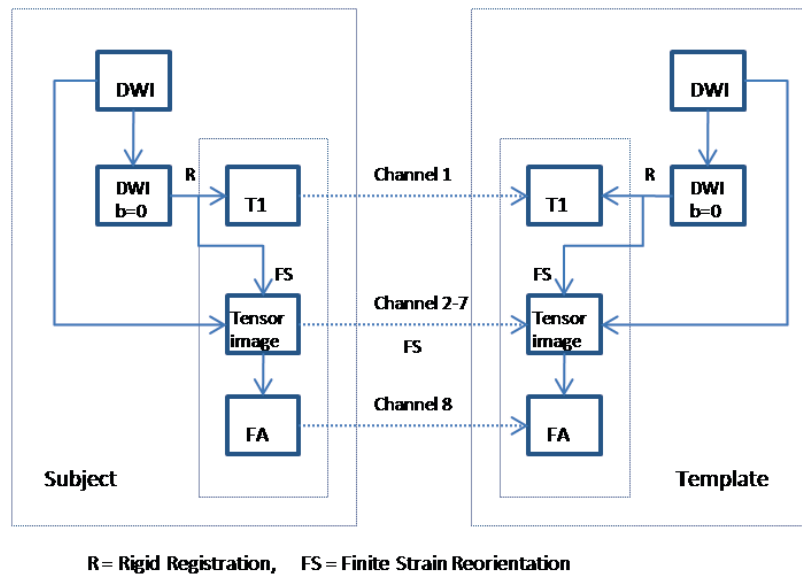 DWI
DWI
b=0
R
T1
FS
Tensor
image
FA
Subject
Channel 1
Channel 2-7
FS
Channel 8
DWI
R
DWI
b=0
T1
FS
Tensor
image
FA
Template
R = Rigid Registration, FS = Finite Strain Reorientation